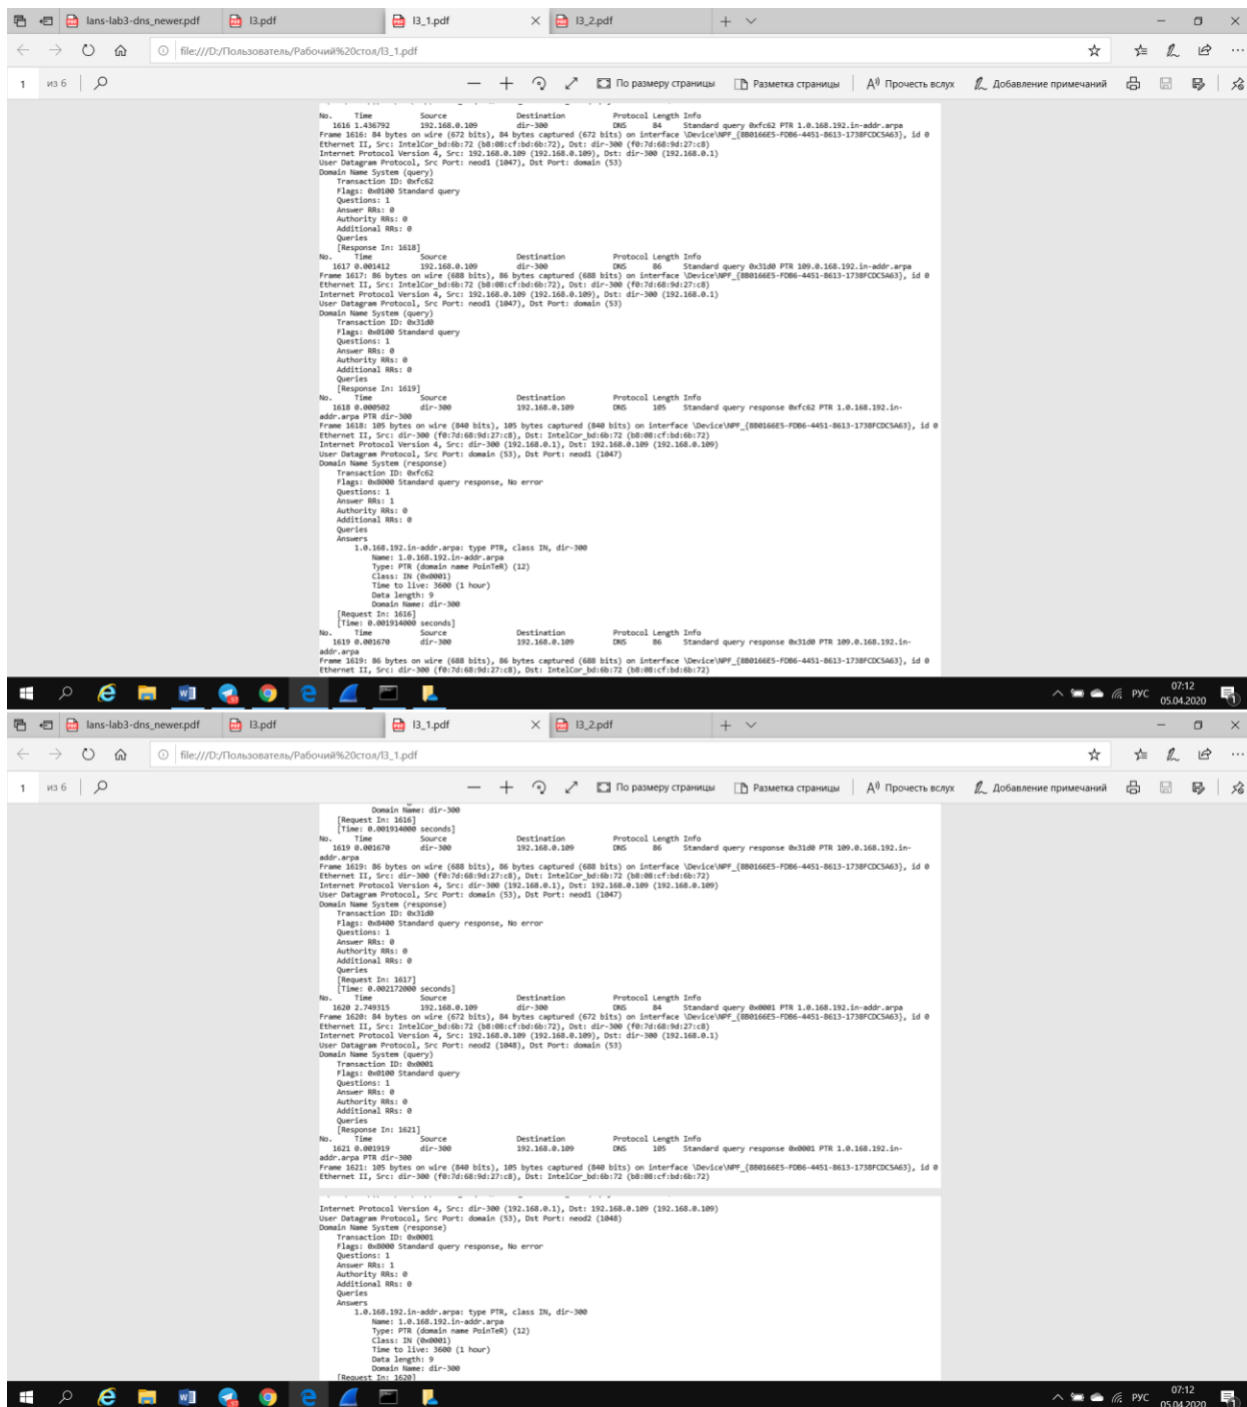 lans-lab3-dns_newer.pdf l3.pdf l3_1.pdf l3_2.pdf
file:///D:/Пользователь/Рабочий%20стол/l3_1.pdf
1 из 6 По размеру страницы Разметка страницы Прочесть вслух Добавление примечаний
No. Time Source Destination Protocol Length Info
1616 1.436792 192.168.0.109 dir-300 DNS 84 Standard query 0xfc62 PTR 1.0.168.192.in-addr.arpa
Frame 1616: 84 bytes on wire (672 bits), 84 bytes captured (672 bits) on interface \Device\NPF_{8B0166E5-FDB6-4451-8613-1738FCDC5A63}, id 0
Ethernet II, Src: IntelCor_bd:6b:72 (b8:08:cf:bd:6b:72), Dst: dir-300 (f0:7d:68:9d:27:c8)
Internet Protocol Version 4, Src: 192.168.0.109 (192.168.0.109), Dst: dir-300 (192.168.0.1)
User Datagram Protocol, Src Port: neod1 (1047), Dst Port: domain (53)
Domain Name System (query)
Transaction ID: 0xfc62
Flags: 0x0100 Standard query
Questions: 1
Answer RRs: 0
Authority RRs: 0
Additional RRs: 0
Queries
[Response In: 1618]
No. Time Source Destination Protocol Length Info
1617 0.001412 192.168.0.109 dir-300 DNS 86 Standard query 0x31d0 PTR 109.0.168.192.in-addr.arpa
Frame 1617: 86 bytes on wire (688 bits), 86 bytes captured (688 bits) on interface \Device\NPF_{8B0166E5-FDB6-4451-8613-1738FCDC5A63}, id 0
Ethernet II, Src: IntelCor_bd:6b:72 (b8:08:cf:bd:6b:72), Dst: dir-300 (f0:7d:68:9d:27:c8)
Internet Protocol Version 4, Src: 192.168.0.109 (192.168.0.109), Dst: dir-300 (192.168.0.1)
User Datagram Protocol, Src Port: neod1 (1047), Dst Port: domain (53)
Domain Name System (query)
Transaction ID: 0x31d0
Flags: 0x0100 Standard query
Questions: 1
Answer RRs: 0
Authority RRs: 0
Additional RRs: 0
Queries
[Response In: 1619]
No. Time Source Destination Protocol Length Info
1618 0.000502 dir-300 192.168.0.109 DNS 105 Standard query response 0xfc62 PTR 1.0.168.192.in-
addr.arpa PTR dir-300
Frame 1618: 105 bytes on wire (840 bits), 105 bytes captured (840 bits) on interface \Device\NPF_{8B0166E5-FDB6-4451-8613-1738FCDC5A63}, id 0
Ethernet II, Src: dir-300 (f0:7d:68:9d:27:c8), Dst: IntelCor_bd:6b:72 (b8:08:cf:bd:6b:72)
Internet Protocol Version 4, Src: dir-300 (192.168.0.1), Dst: 192.168.0.109 (192.168.0.109)
User Datagram Protocol, Src Port: domain (53), Dst Port: neod1 (1047)
Domain Name System (response)
Transaction ID: 0xfc62
Flags: 0x8000 Standard query response, No error
Questions: 1
Answer RRs: 1
Authority RRs: 0
Additional RRs: 0
Queries
Answers
1.0.168.192.in-addr.arpa: type PTR, class IN, dir-300
Name: 1.0.168.192.in-addr.arpa
Type: PTR (domain name PoinTeR) (12)
Class: IN (0x0001)
Time to live: 3600 (1 hour)
Data length: 9
Domain Name: dir-300
[Request In: 1616]
[Time: 0.001914000 seconds]
No. Time Source Destination Protocol Length Info
1619 0.001670 dir-300 192.168.0.109 DNS 86 Standard query response 0x31d0 PTR 109.0.168.192.in-
addr.arpa
Frame 1619: 86 bytes on wire (688 bits), 86 bytes captured (688 bits) on interface \Device\NPF_{8B0166E5-FDB6-4451-8613-1738FCDC5A63}, id 0
Ethernet II, Src: dir-300 (f0:7d:68:9d:27:c8), Dst: IntelCor_bd:6b:72 (b8:08:cf:bd:6b:72)
РУС 07:12
05.04.2020
lans-lab3-dns_newer.pdf l3.pdf l3_1.pdf l3_2.pdf
file:///D:/Пользователь/Рабочий%20стол/l3_1.pdf
1 из 6 По размеру страницы Разметка страницы Прочесть вслух Добавление примечаний
Domain Name: dir-300
[Request In: 1616]
[Time: 0.001914000 seconds]
No. Time Source Destination Protocol Length Info
1619 0.001670 dir-300 192.168.0.109 DNS 86 Standard query response 0x31d0 PTR 109.0.168.192.in-
addr.arpa
Frame 1619: 86 bytes on wire (688 bits), 86 bytes captured (688 bits) on interface \Device\NPF_{8B0166E5-FDB6-4451-8613-1738FCDC5A63}, id 0
Ethernet II, Src: dir-300 (f0:7d:68:9d:27:c8), Dst: IntelCor_bd:6b:72 (b8:08:cf:bd:6b:72)
Internet Protocol Version 4, Src: dir-300 (192.168.0.1), Dst: 192.168.0.109 (192.168.0.109)
User Datagram Protocol, Src Port: domain (53), Dst Port: neod1 (1047)
Domain Name System (response)
Transaction ID: 0x31d0
Flags: 0x8400 Standard query response, No error
Questions: 1
Answer RRs: 0
Authority RRs: 0
Additional RRs: 0
Queries
[Request In: 1617]
[Time: 0.002172000 seconds]
No. Time Source Destination Protocol Length Info
1620 2.749315 192.168.0.109 dir-300 DNS 84 Standard query 0x0001 PTR 1.0.168.192.in-addr.arpa
Frame 1620: 84 bytes on wire (672 bits), 84 bytes captured (672 bits) on interface \Device\NPF_{8B0166E5-FDB6-4451-8613-1738FCDC5A63}, id 0
Ethernet II, Src: IntelCor_bd:6b:72 (b8:08:cf:bd:6b:72), Dst: dir-300 (f0:7d:68:9d:27:c8)
Internet Protocol Version 4, Src: 192.168.0.109 (192.168.0.109), Dst: dir-300 (192.168.0.1)
User Datagram Protocol, Src Port: neod2 (1048), Dst Port: domain (53)
Domain Name System (query)
Transaction ID: 0x0001
Flags: 0x0100 Standard query
Questions: 1
Answer RRs: 0
Authority RRs: 0
Additional RRs: 0
Queries
[Response In: 1621]
No. Time Source Destination Protocol Length Info
1621 0.001919 dir-300 192.168.0.109 DNS 105 Standard query response 0x0001 PTR 1.0.168.192.in-
addr.arpa PTR dir-300
Frame 1621: 105 bytes on wire (840 bits), 105 bytes captured (840 bits) on interface \Device\NPF_{8B0166E5-FDB6-4451-8613-1738FCDC5A63}, id 0
Ethernet II, Src: dir-300 (f0:7d:68:9d:27:c8), Dst: IntelCor_bd:6b:72 (b8:08:cf:bd:6b:72)
Internet Protocol Version 4, Src: dir-300 (192.168.0.1), Dst: 192.168.0.109 (192.168.0.109)
User Datagram Protocol, Src Port: domain (53), Dst Port: neod2 (1048)
Domain Name System (response)
Transaction ID: 0x0001
Flags: 0x8000 Standard query response, No error
Questions: 1
Answer RRs: 1
Authority RRs: 0
Additional RRs: 0
Queries
Answers
1.0.168.192.in-addr.arpa: type PTR, class IN, dir-300
Name: 1.0.168.192.in-addr.arpa
Type: PTR (domain name PoinTeR) (12)
Class: IN (0x0001)
Time to live: 3600 (1 hour)
Data length: 9
Domain Name: dir-300
[Request In: 1620]
РУС 07:12
05.04.2020